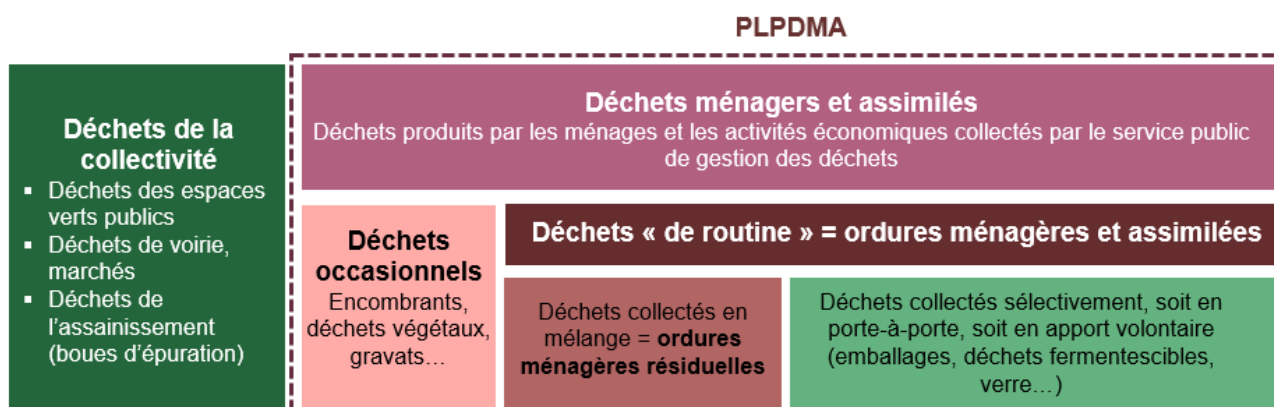 PLPDMA
Déchets de la
collectivité
▪ Déchets des espaces
verts publics
▪ Déchets de voirie,
marchés
▪ Déchets de
l'assainissement
(boues d'épuration)
Déchets ménagers et assimilés
Déchets produits par les ménages et les activités économiques collectés par le service public
de gestion des déchets
Déchets
occasionnels
Encombrants,
déchets végétaux,
gravats…
Déchets « de routine » = ordures ménagères et assimilées
Déchets collectés en
mélange = ordures
ménagères résiduelles
Déchets collectés sélectivement, soit en
porte-à-porte, soit en apport volontaire
(emballages, déchets fermentescibles,
verre…)